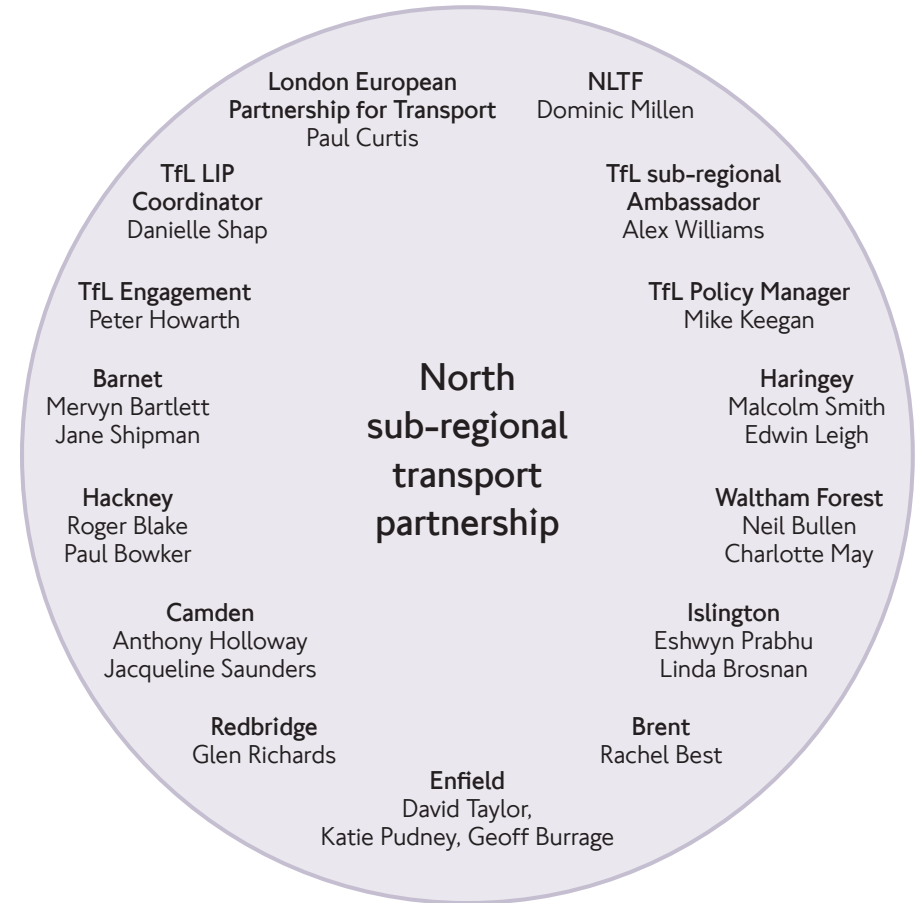 London European
Partnership for Transport
Paul Curtis
NLTF
Dominic Millen
TfL LIP
Coordinator
Danielle Shap
TfL sub-regional
Ambassador
Alex Williams
TfL Engagement
Peter Howarth
TfL Policy Manager
Mike Keegan
Barnet
Mervyn Bartlett
Jane Shipman
North
sub-regional
transport
partnership
Haringey
Malcolm Smith
Edwin Leigh
Hackney
Roger Blake
Paul Bowker
Waltham Forest
Neil Bullen
Charlotte May
Camden
Anthony Holloway
Jacqueline Saunders
Islington
Eshwyn Prabhu
Linda Brosnan
Redbridge
Glen Richards
Brent
Rachel Best
Enfield
David Taylor,
Katie Pudney, Geoff Burrage